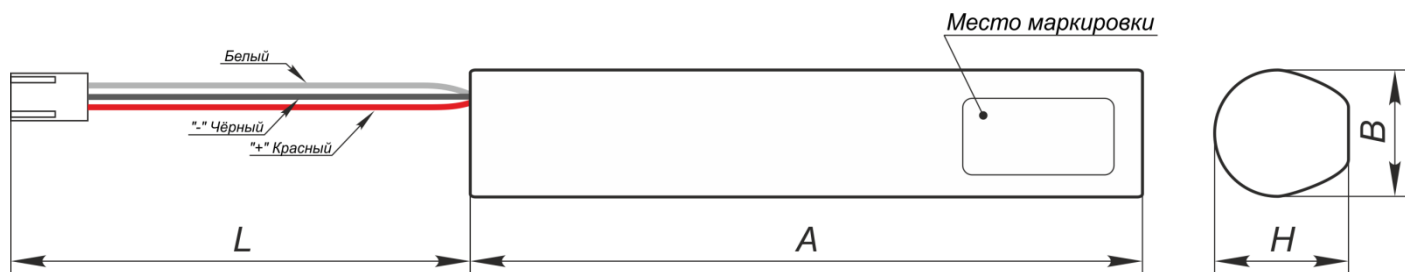 Место маркировки
Белый
"-" Чёрный
"+" Красный
L
A
H
B